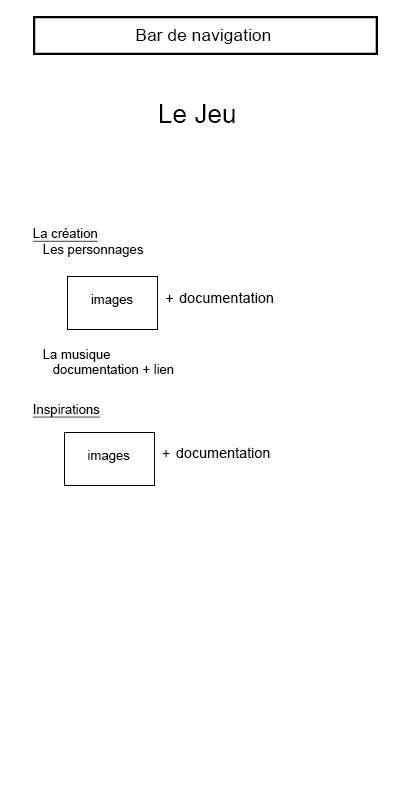 Bar de navigation
Le Jeu
La création
Les personnages
images + documentation
La musique
documentation + lien
Inspirations
images + documentation